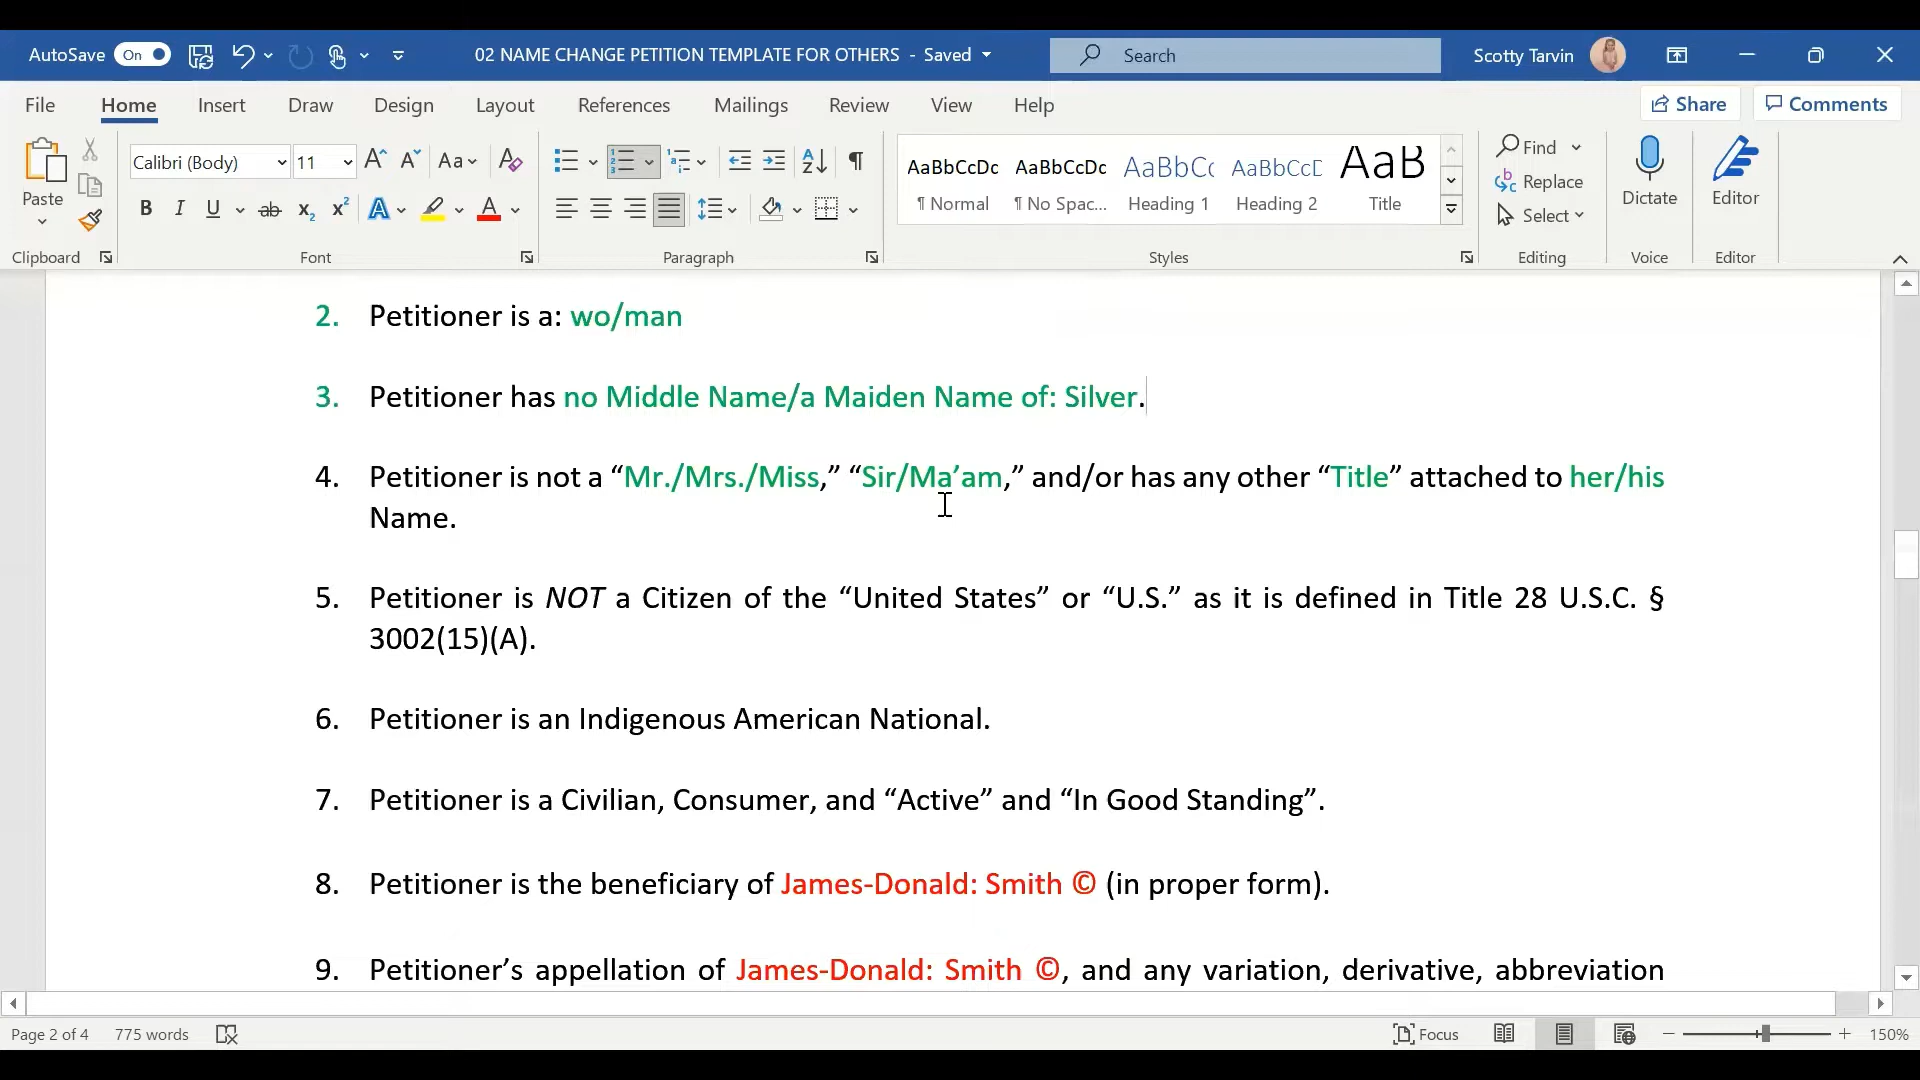 AutoSave On 02 NAME CHANGE PETITION TEMPLATE FOR OTHERS - Saved Search Scotty Tarvin
File Home Insert Draw Design Layout References Mailings Review View Help Share Comments
Paste Calibri (Body) 11 A A Aa A
B I U ab x₂ x² A A
AaBbCcDc AaBbCcDc AaBbCc AaBbCcD AaB
¶ Normal ¶ No Spac... Heading 1 Heading 2 Title
Find
Replace
Select
Dictate Editor
Clipboard Font Paragraph Styles Editing Voice Editor
2. Petitioner is a: wo/man
3. Petitioner has no Middle Name/a Maiden Name of: Silver.
4. Petitioner is not a “Mr./Mrs./Miss,” “Sir/Ma’am,” and/or has any other “Title” attached to her/his
Name.
5. Petitioner is NOT a Citizen of the “United States” or “U.S.” as it is defined in Title 28 U.S.C. §
3002(15)(A).
6. Petitioner is an Indigenous American National.
7. Petitioner is a Civilian, Consumer, and “Active” and “In Good Standing”.
8. Petitioner is the beneficiary of James-Donald: Smith © (in proper form).
9. Petitioner’s appellation of James-Donald: Smith ©, and any variation, derivative, abbreviation
Page 2 of 4 775 words Focus 150%